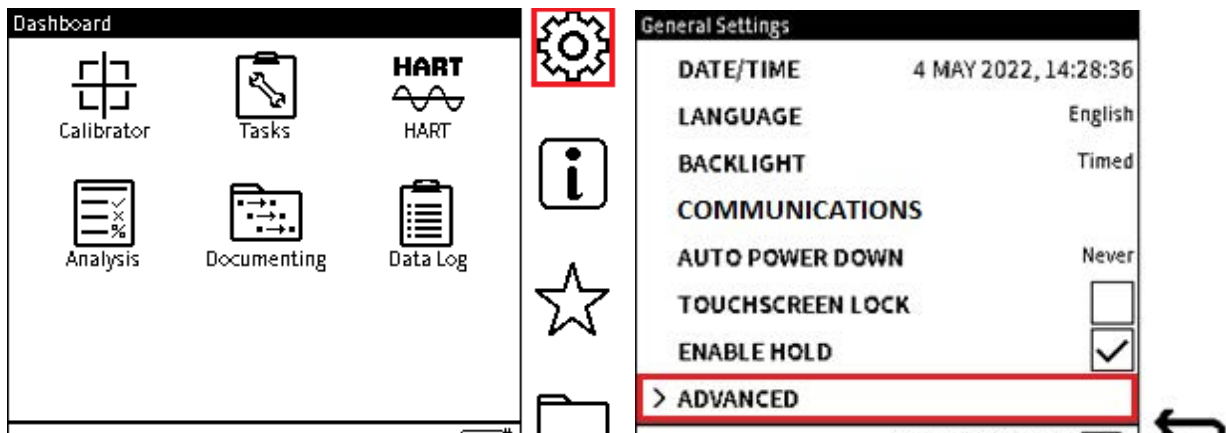 Dashboard
HART
Calibrator Tasks HART
Analysis Documenting Data Log
General Settings
DATE/TIME 4 MAY 2022, 14:28:36
LANGUAGE English
BACKLIGHT Timed
COMMUNICATIONS
AUTO POWER DOWN Never
TOUCHSCREEN LOCK
ENABLE HOLD
> ADVANCED